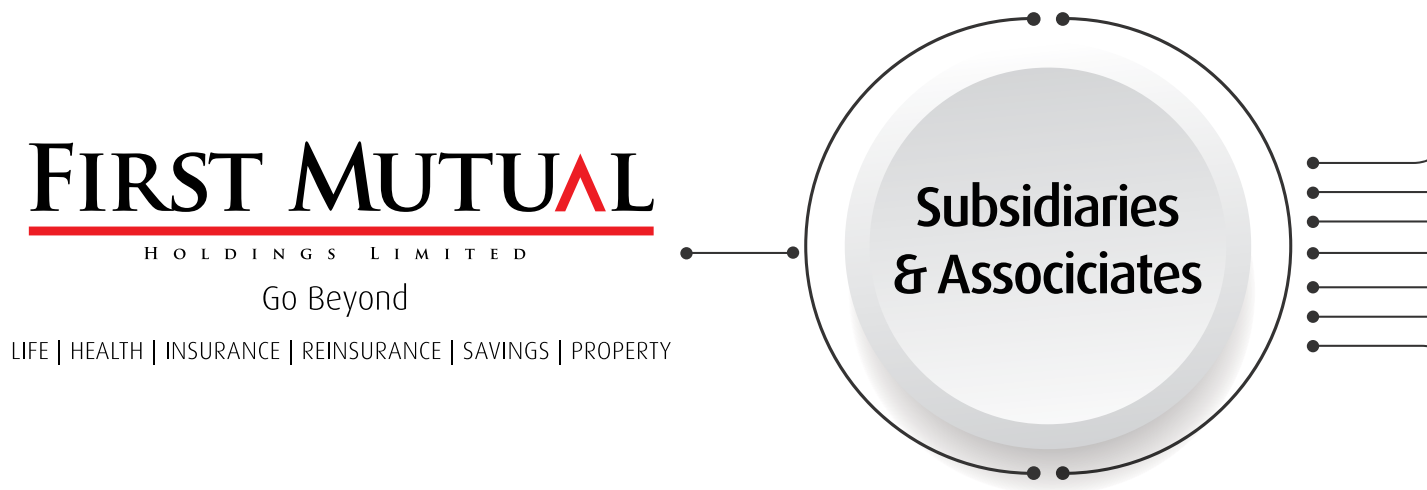 FIRST MUTUAL
HOLDINGS LIMITED
Go Beyond
LIFE | HEALTH | INSURANCE | REINSURANCE | SAVINGS | PROPERTY
Subsidiaries
& Associciates